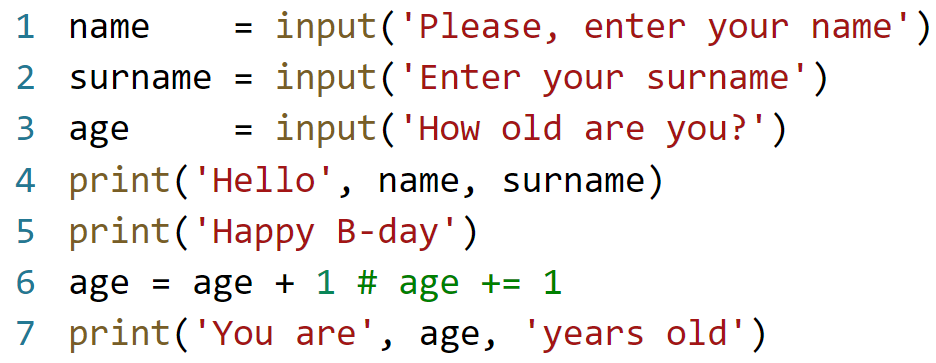 1 name    = input('Please, enter your name')
2 surname = input('Enter your surname')
3 age     = input('How old are you?')
4 print('Hello', name, surname)
5 print('Happy B-day')
6 age = age + 1 # age += 1
7 print('You are', age, 'years old')